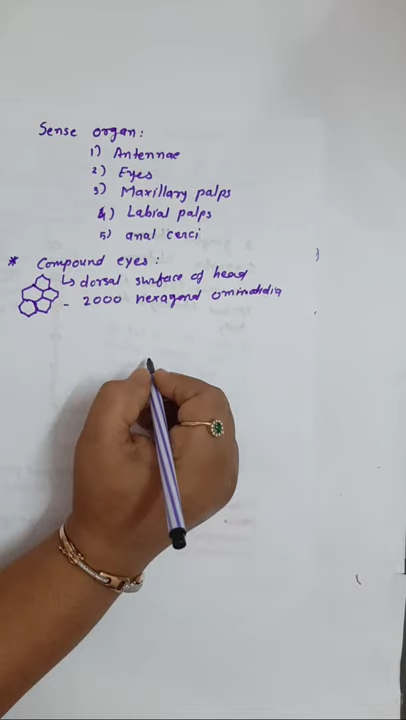 Sense organ:
1) Antennae
2) Eyes
3) Maxillary palps
4) Labial palps
5) anal cerci
* Compound eyes:
↳ dorsal surface of head
- 2000 hexagonal ommatidia